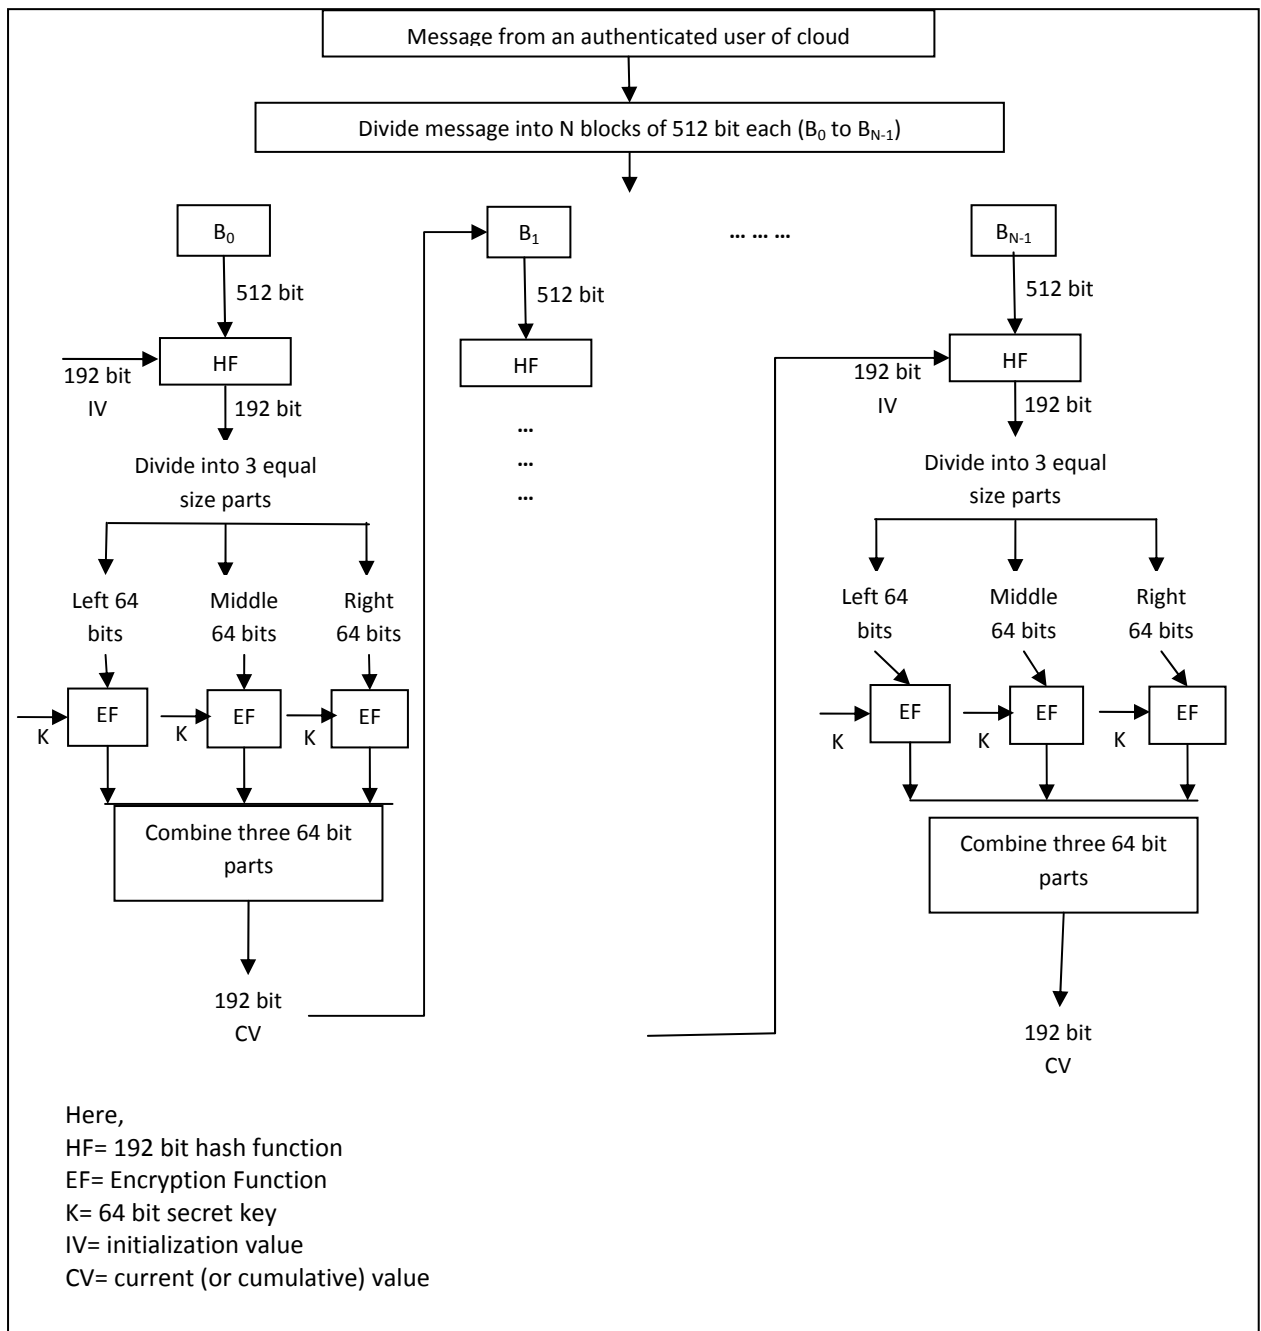 Message from an authenticated user of cloud
Divide message into N blocks of 512 bit each (B0 to BN-1)
B0
B1
... ... ...
BN-1
512 bit
512 bit
512 bit
HF
HF
HF
192 bit
IV
192 bit
192 bit
IV
192 bit
...
...
...
Divide into 3 equal
size parts
Divide into 3 equal
size parts
Left 64
bits
Middle
64 bits
Right
64 bits
Left 64
bits
Middle
64 bits
Right
64 bits
EF
EF
EF
EF
EF
EF
K
K
K
K
K
K
Combine three 64 bit
parts
Combine three 64 bit
parts
192 bit
CV
192 bit
CV
Here,
HF= 192 bit hash function
EF= Encryption Function
K= 64 bit secret key
IV= initialization value
CV= current (or cumulative) value